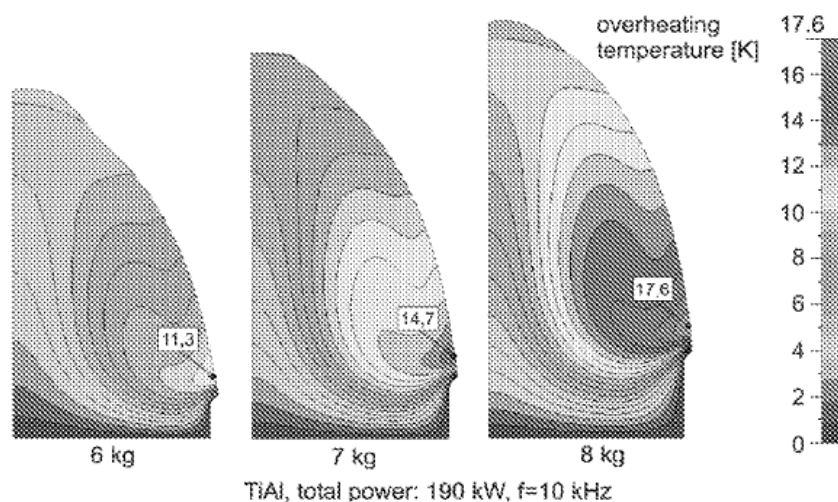 overheating 17.6
temperature [K]
16
14
12
10
8
6
4
2
0
11,3
14,7
17,6
6 kg
7 kg
8 kg
TiAl, total power: 190 kW, f=10 kHz